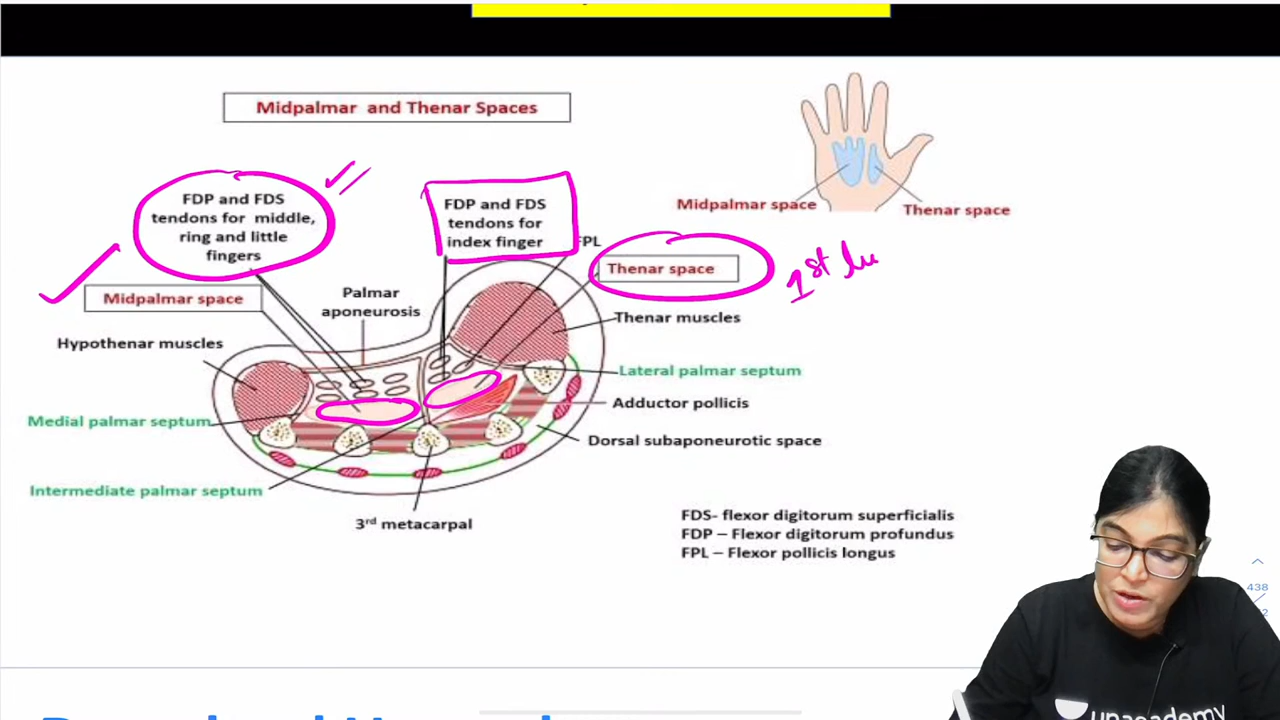 Midpalmar and Thenar Spaces
FDP and FDS
tendons for middle,
ring and little
fingers
FDP and FDS
tendons for
index finger
FPL
Midpalmar space
Thenar space
Thenar space
1st lu
Midpalmar space
Palmar
aponeurosis
Thenar muscles
Hypothenar muscles
Lateral palmar septum
Adductor pollicis
Medial palmar septum
Dorsal subaponeurotic space
Intermediate palmar septum
3rd metacarpal
FDS- flexor digitorum superficialis
FDP – Flexor digitorum profundus
FPL – Flexor pollicis longus
438
unacademy